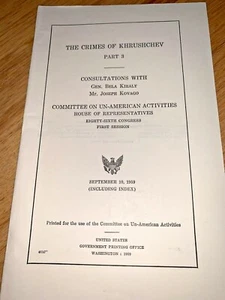 THE CRIMES OF KHRUSHCHEV
PART 3
CONSULTATIONS WITH
GEN. BELA KIRALY
MR. JOSEPH KOVAGO
COMMITTEE ON UN-AMERICAN ACTIVITIES
HOUSE OF REPRESENTATIVES
EIGHTY-SIXTH CONGRESS
FIRST SESSION
SEPTEMBER 10, 1959
(INCLUDING INDEX)
Printed for the use of the Committee on Un-American Activities
UNITED STATES
GOVERNMENT PRINTING OFFICE
WASHINGTON : 1959